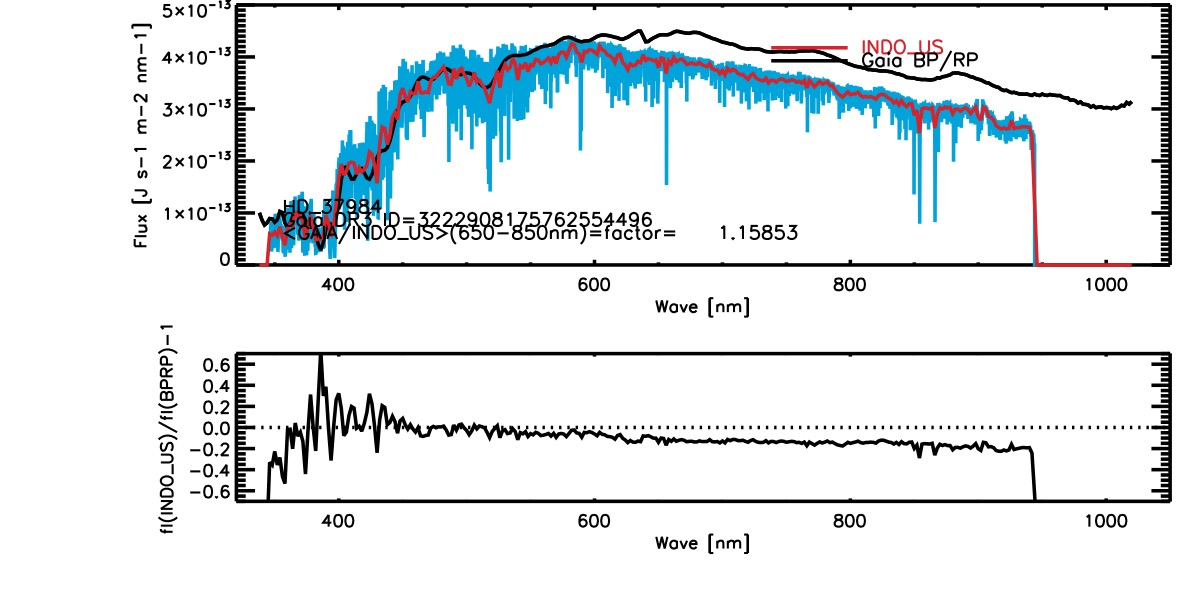 5×10−13
4×10−13
3×10−13
2×10−13
1×10−13
0
Flux [J s−1 m−2 nm−1]
INDO_US
Gaia BP/RP
HD_37984
Gaia DR3 ID=3222908175762554496
<GAIA/INDO_US>(650−850nm)=factor= 1.15853
400 600 800 1000
Wave [nm]
0.6
0.4
0.2
0.0
−0.2
−0.4
−0.6
fl(INDO_US)/fl(BPRP)−1
400 600 800 1000
Wave [nm]